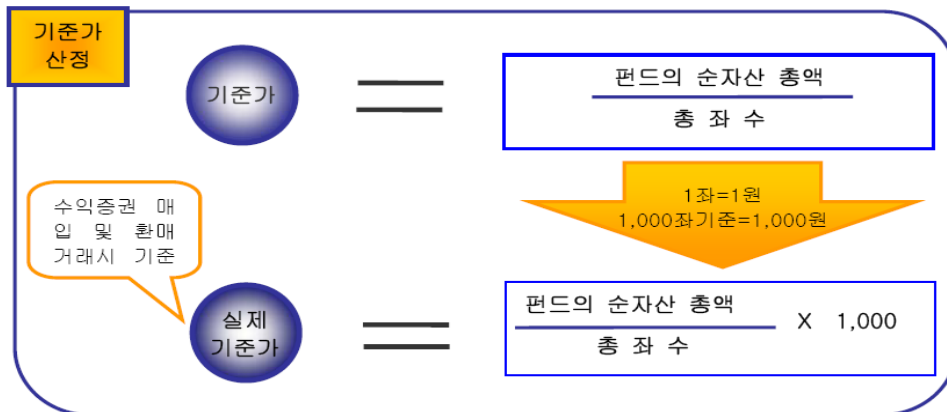 기준가
산정
기준가
펀드의 순자산 총액
총 좌 수
1좌=1원
1,000좌기준=1,000원
수익증권 매
입 및 환매
거래시 기준
실제
기준가
펀드의 순자산 총액
총 좌 수
X 1,000